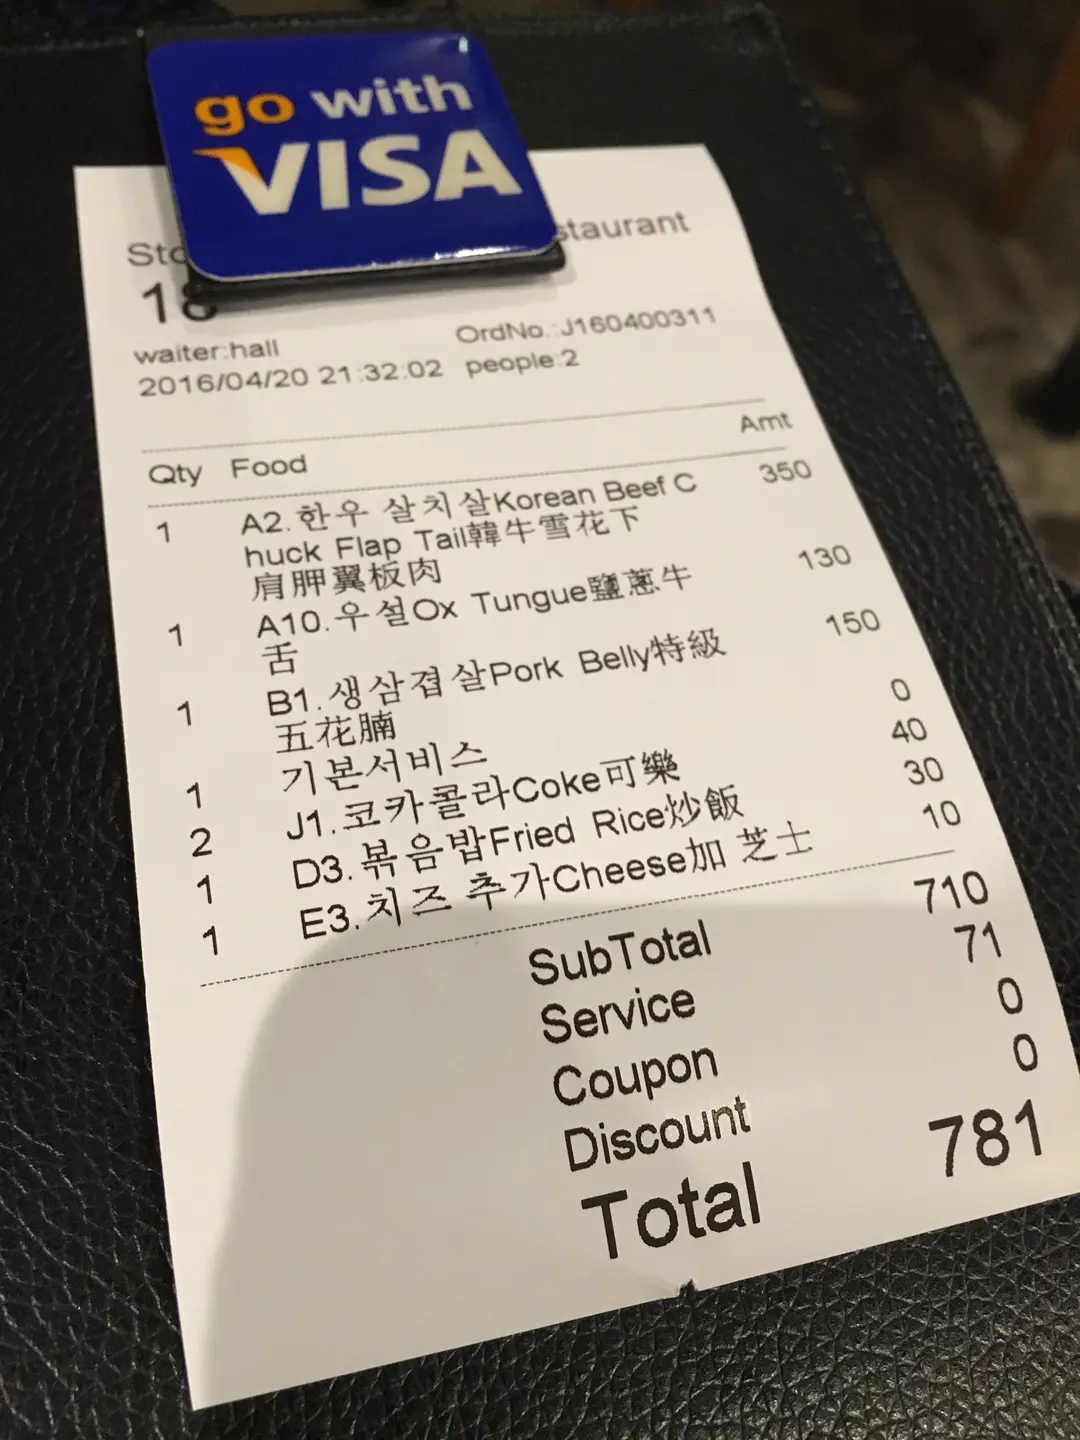 go with
VISA
staurant
18
waiter:hall
OrdNo.:J160400311
2016/04/20 21:32:02 people:2
Qty Food Amt
1 A2.한우 살치살Korean Beef C 350
huck Flap Tail韓牛雪花下
肩胛翼板肉
1 A10.우설Ox Tungue鹽蔥牛 130
舌
1 B1.생삼겹살Pork Belly特級 150
五花腩
1 기본서비스 0
2 J1.코카콜라Coke可樂 40
1 D3.볶음밥Fried Rice炒飯 30
1 E3.치즈 추가Cheese加 芝士 10
SubTotal 710
Service 71
Coupon 0
Discount 0
Total 781